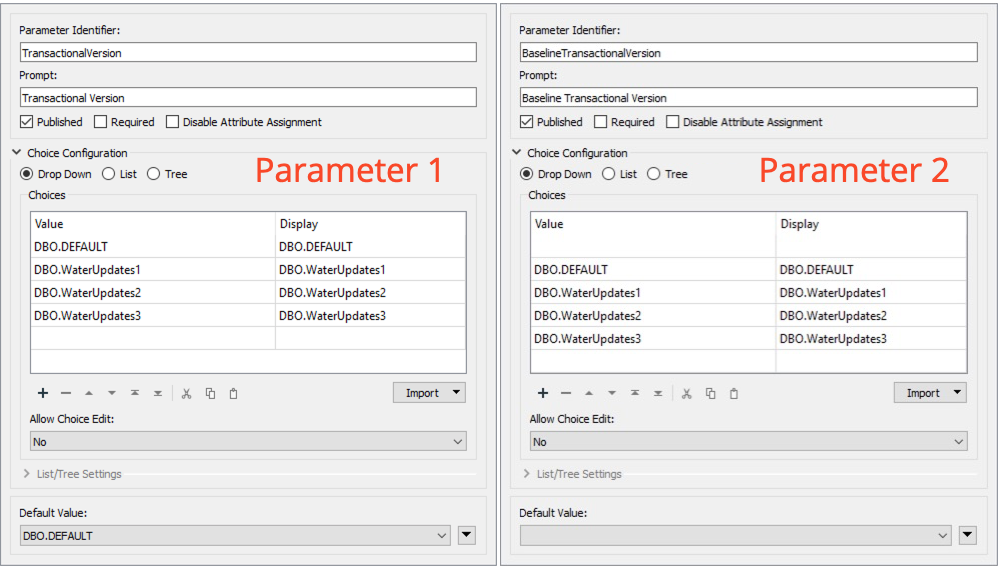 Parameter Identifier:
TransactionalVersion
Prompt:
Transactional Version
Published Required Disable Attribute Assignment
Choice Configuration
Parameter 1
Drop Down List Tree
Choices
Value Display
DBO.DEFAULT DBO.DEFAULT
DBO.WaterUpdates1 DBO.WaterUpdates1
DBO.WaterUpdates2 DBO.WaterUpdates2
DBO.WaterUpdates3 DBO.WaterUpdates3
Import
Allow Choice Edit:
No
List/Tree Settings
Default Value:
DBO.DEFAULT
Parameter Identifier:
BaselineTransactionalVersion
Prompt:
Baseline Transactional Version
Published Required Disable Attribute Assignment
Choice Configuration
Parameter 2
Drop Down List Tree
Choices
Value Display
DBO.DEFAULT DBO.DEFAULT
DBO.WaterUpdates1 DBO.WaterUpdates1
DBO.WaterUpdates2 DBO.WaterUpdates2
DBO.WaterUpdates3 DBO.WaterUpdates3
Import
Allow Choice Edit:
No
List/Tree Settings
Default Value: